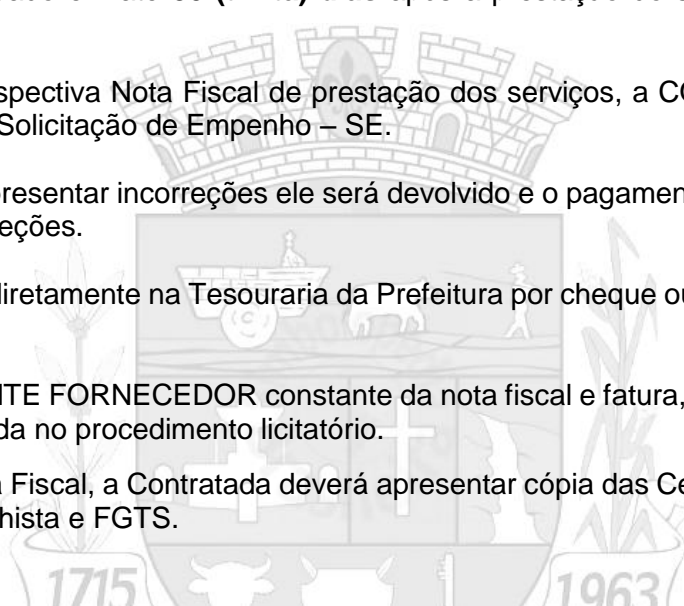 spectiva Nota Fiscal de prestação dos serviços, a CO
Solicitação de Empenho – SE.
resentar incorreções ele será devolvido e o pagamen
eções.
diretamente na Tesouraria da Prefeitura por cheque ou
TE FORNECEDOR constante da nota fiscal e fatura,
da no procedimento licitatório.
Fiscal, a Contratada deverá apresentar cópia das Ce
hista e FGTS.
1715 1963